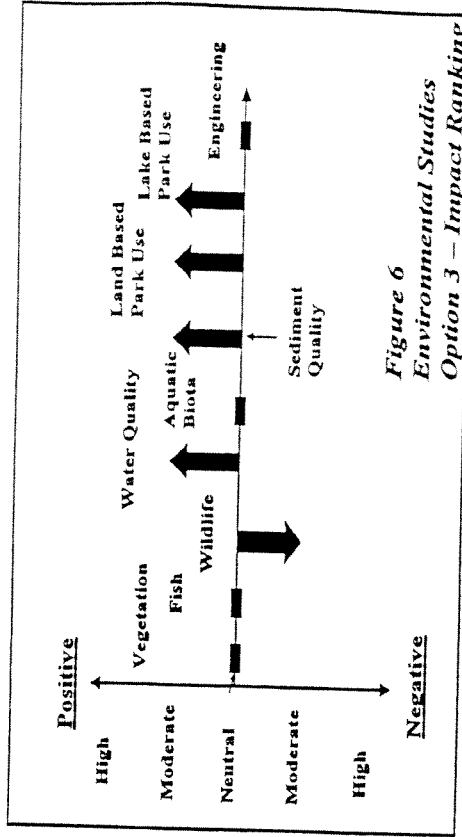 Positive
High
Moderate
Neutral
Moderate
High
Negative
Vegetation
Fish
Wildlife
Water Quality
Aquatic
Biota
Sediment
Quality
Land Based
Park Use
Lake Based
Park Use
Engineering
Figure 6
Environmental Studies
Option 3 – Impact Ranking